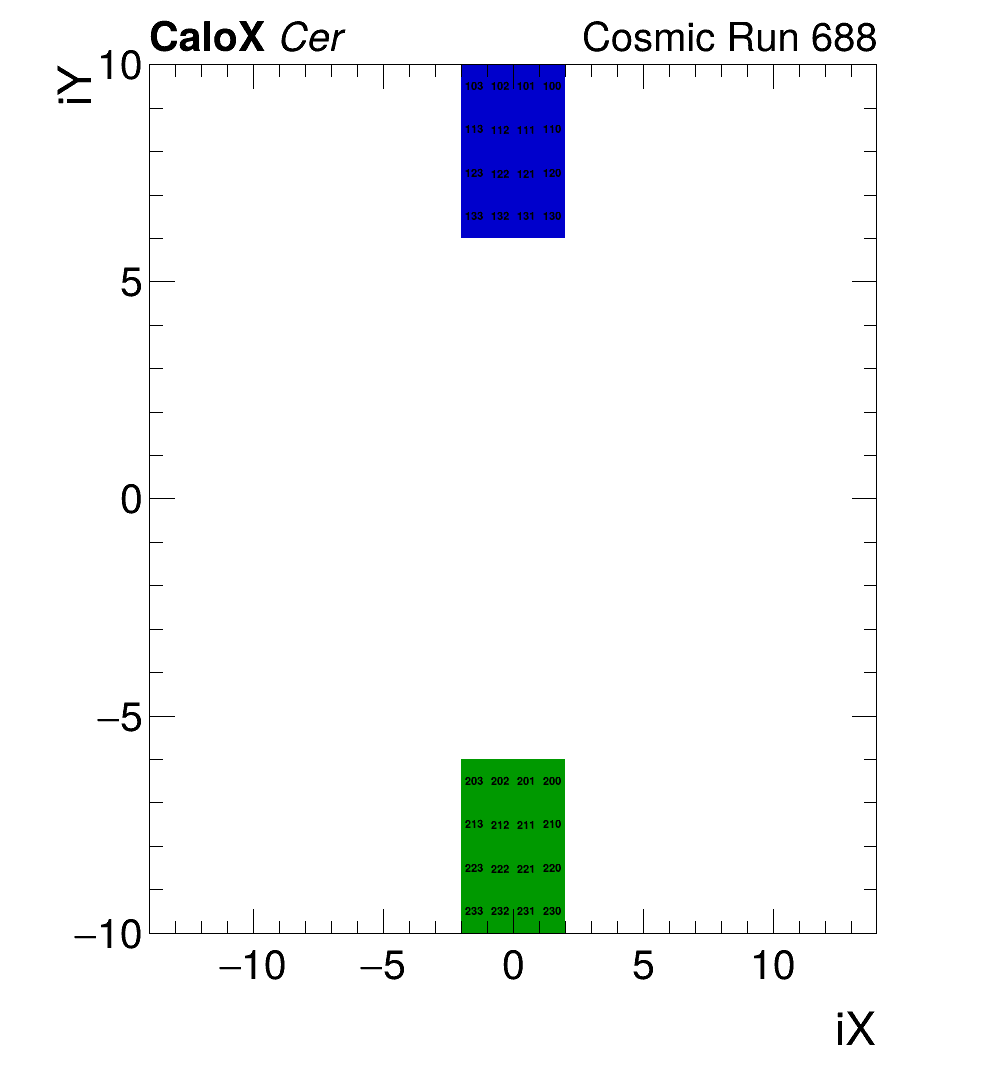 CaloX Cer Cosmic Run 688
iY
10
103 102 101 100
113 112 111 110
123 122 121 120
133 132 131 130
5
0
−5
203 202 201 200
213 212 211 210
223 222 221 220
233 232 231 230
−10
−10 −5 0 5 10
iX